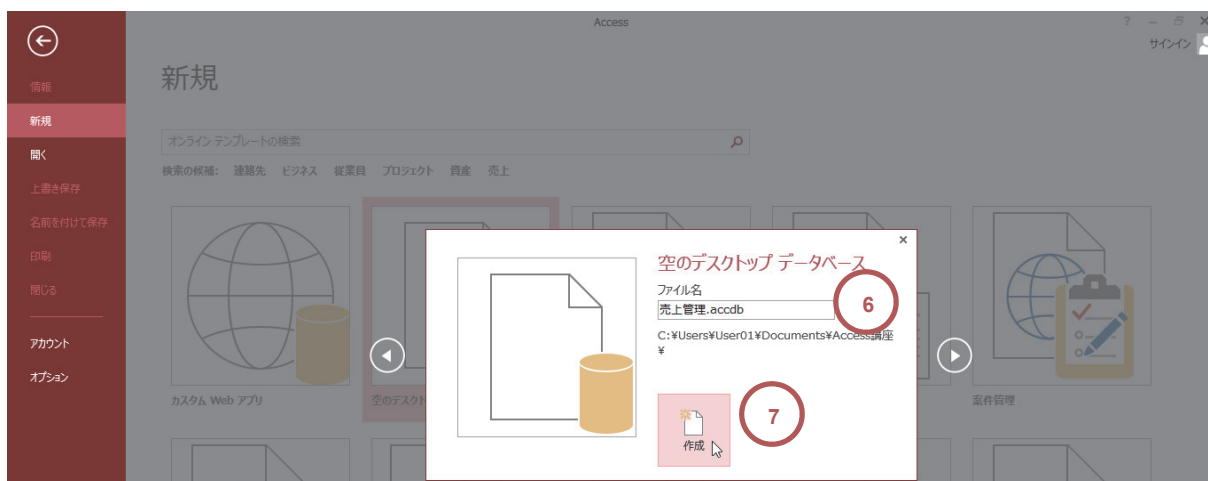 Access
?
サインイン
情報
新規
開く
上書き保存
名前を付けて保存
印刷
閉じる
アカウント
オプション
新規
オンライン テンプレートの検索
検索の候補: 連絡先 ビジネス 従業員 プロジェクト 資産 売上
カスタム Web アプリ
空のデスクト
案件管理
空のデスクトップ データベース
ファイル名
売上管理.accdb
6
C:¥Users¥User01¥Documents¥Access講座
¥
作成
7